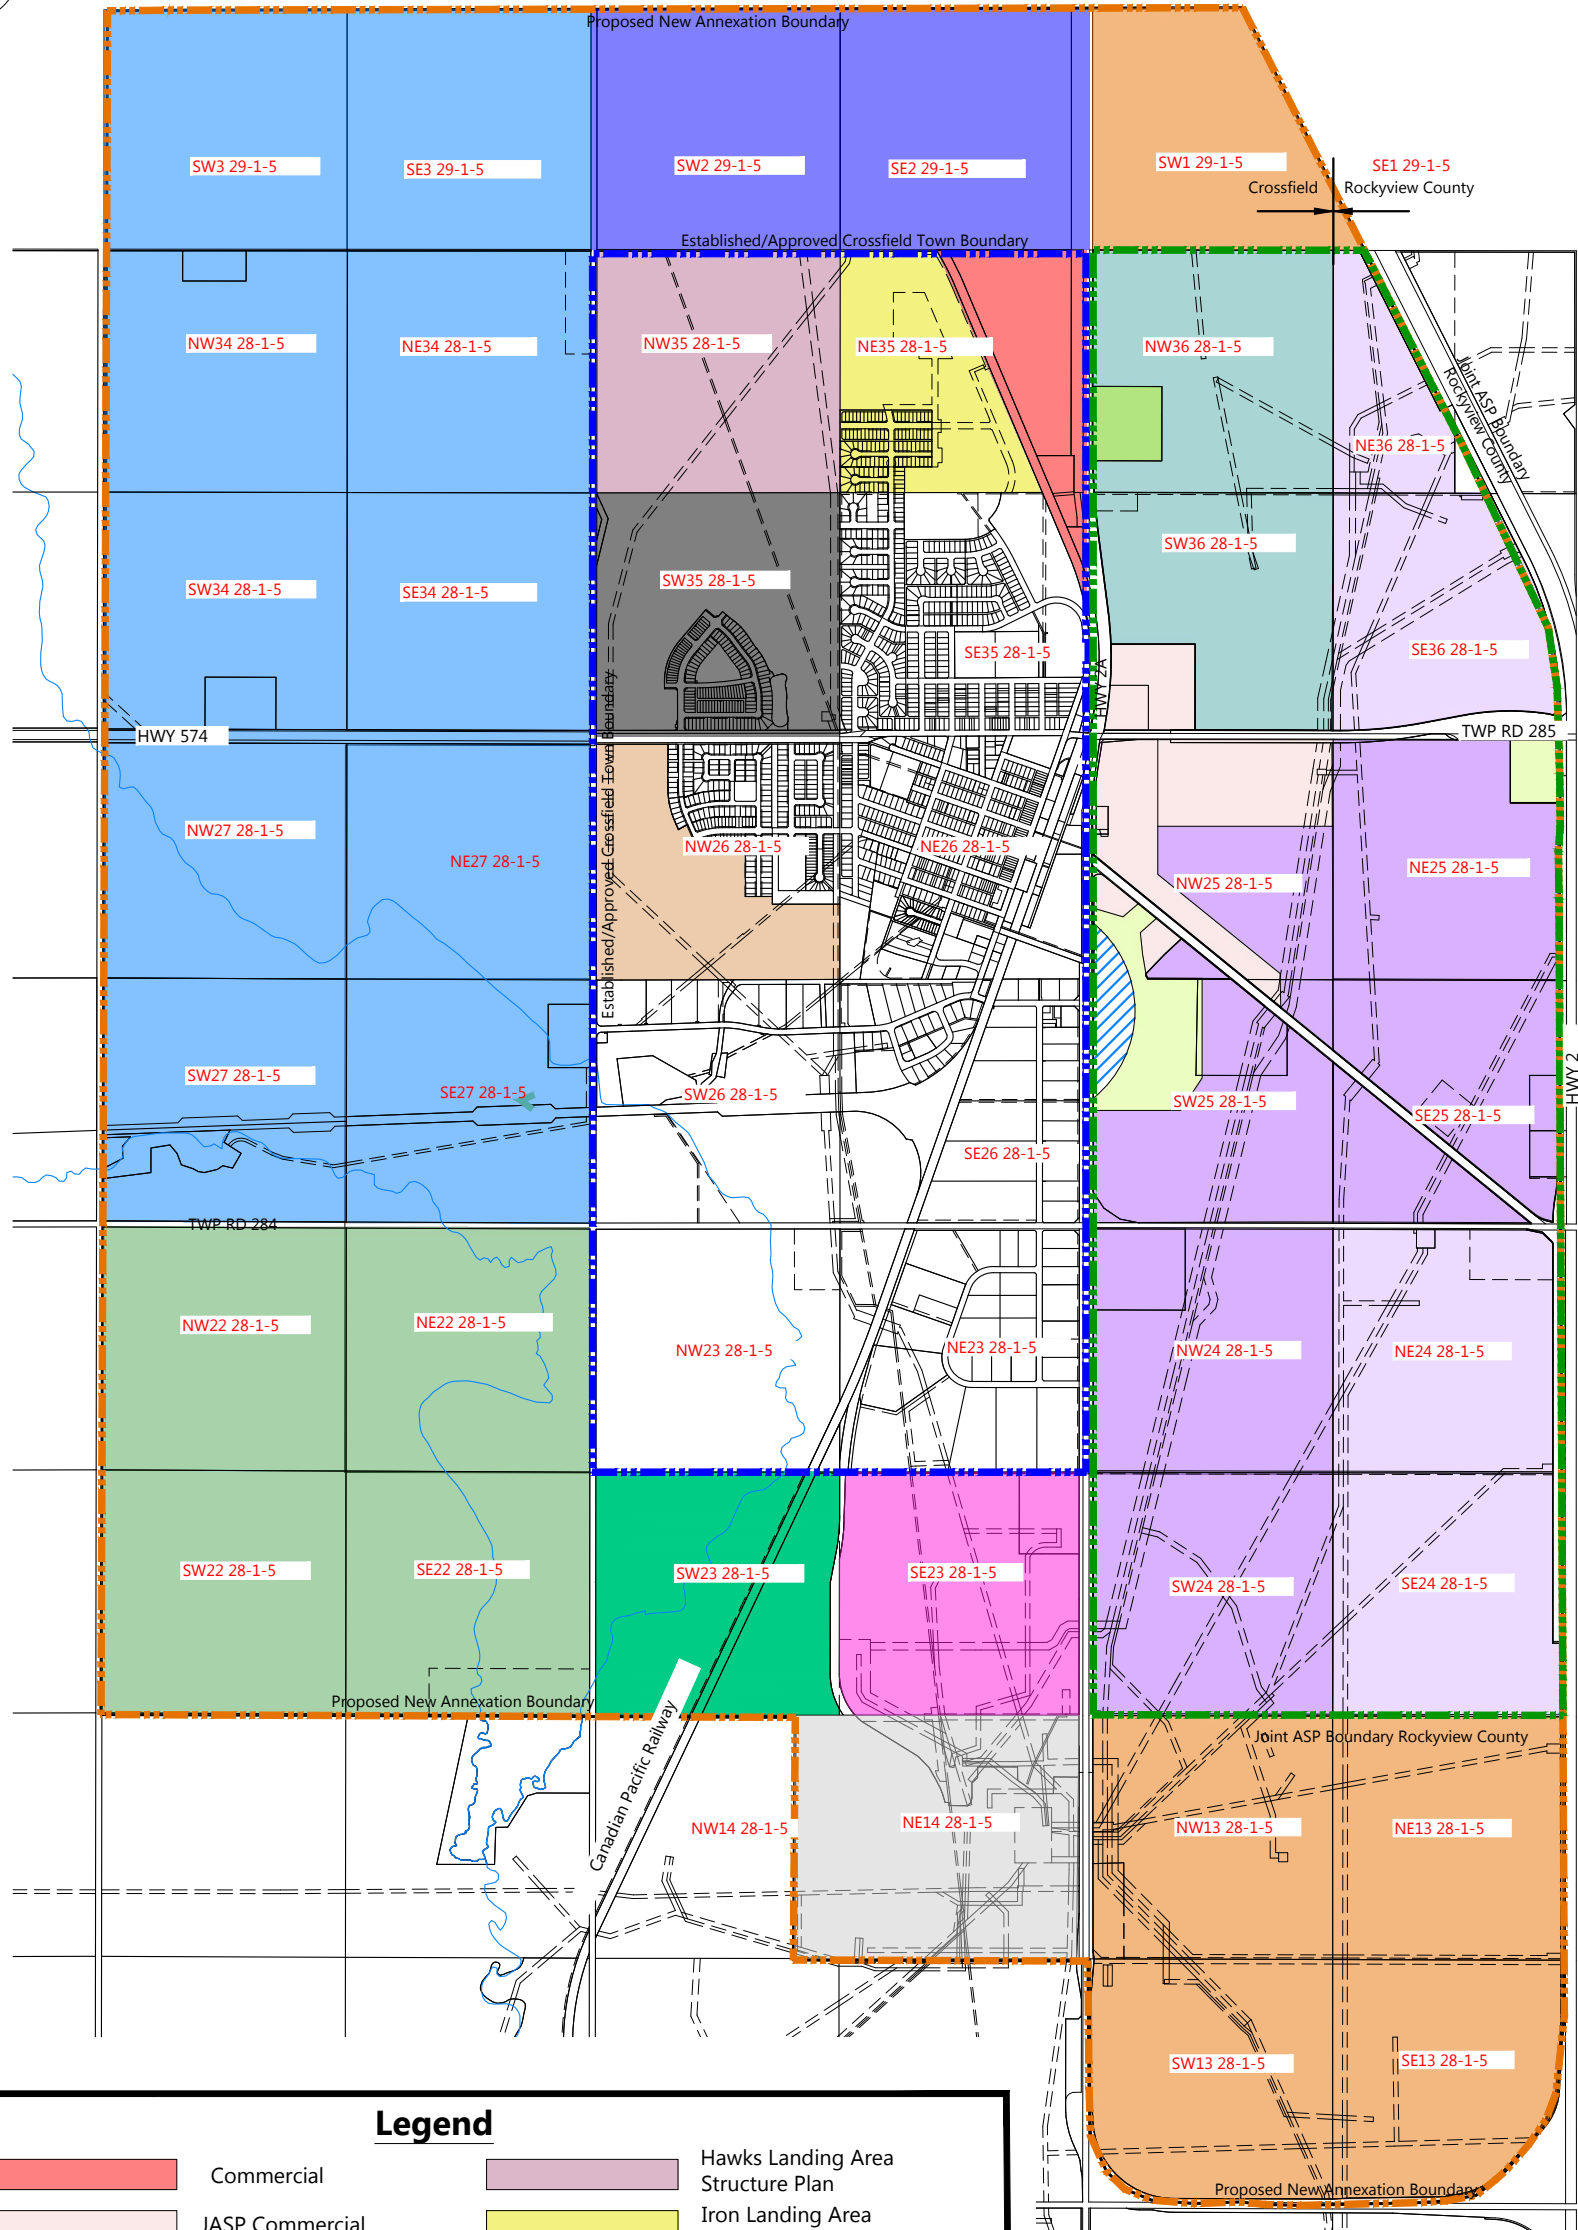 Proposed New Annexation Boundary
SW3 29-1-5
SE3 29-1-5
SW2 29-1-5
SE2 29-1-5
SW1 29-1-5
SE1 29-1-5
Crossfield
Rockyview County
Established/Approved Crossfield Town Boundary
NW34 28-1-5
NE34 28-1-5
NW35 28-1-5
NE35 28-1-5
NW36 28-1-5
Joint ASP Boundary
Rockyview County
NE36 28-1-5
SW34 28-1-5
SE34 28-1-5
SW35 28-1-5
SW36 28-1-5
SE35 28-1-5
SE36 28-1-5
HWY 2A
HWY 574
TWP RD 285
Established/Approved Crossfield Town Boundary
NW27 28-1-5
NE27 28-1-5
NW26 28-1-5
NE26 28-1-5
NW25 28-1-5
NE25 28-1-5
SW27 28-1-5
SE27 28-1-5
SW26 28-1-5
SW25 28-1-5
SE25 28-1-5
HWY 2
SE26 28-1-5
TWP RD 284
NW22 28-1-5
NE22 28-1-5
NW23 28-1-5
NE23 28-1-5
NW24 28-1-5
NE24 28-1-5
SW22 28-1-5
SE22 28-1-5
SW23 28-1-5
SE23 28-1-5
SW24 28-1-5
SE24 28-1-5
Proposed New Annexation Boundary
Canadian Pacific Railway
Joint ASP Boundary Rockyview County
NW14 28-1-5
NE14 28-1-5
NW13 28-1-5
NE13 28-1-5
SW13 28-1-5
SE13 28-1-5
Proposed New Annexation Boundary
Legend
Commercial
Hawks Landing Area
Structure Plan
JASP Commercial
Iron Landing Area